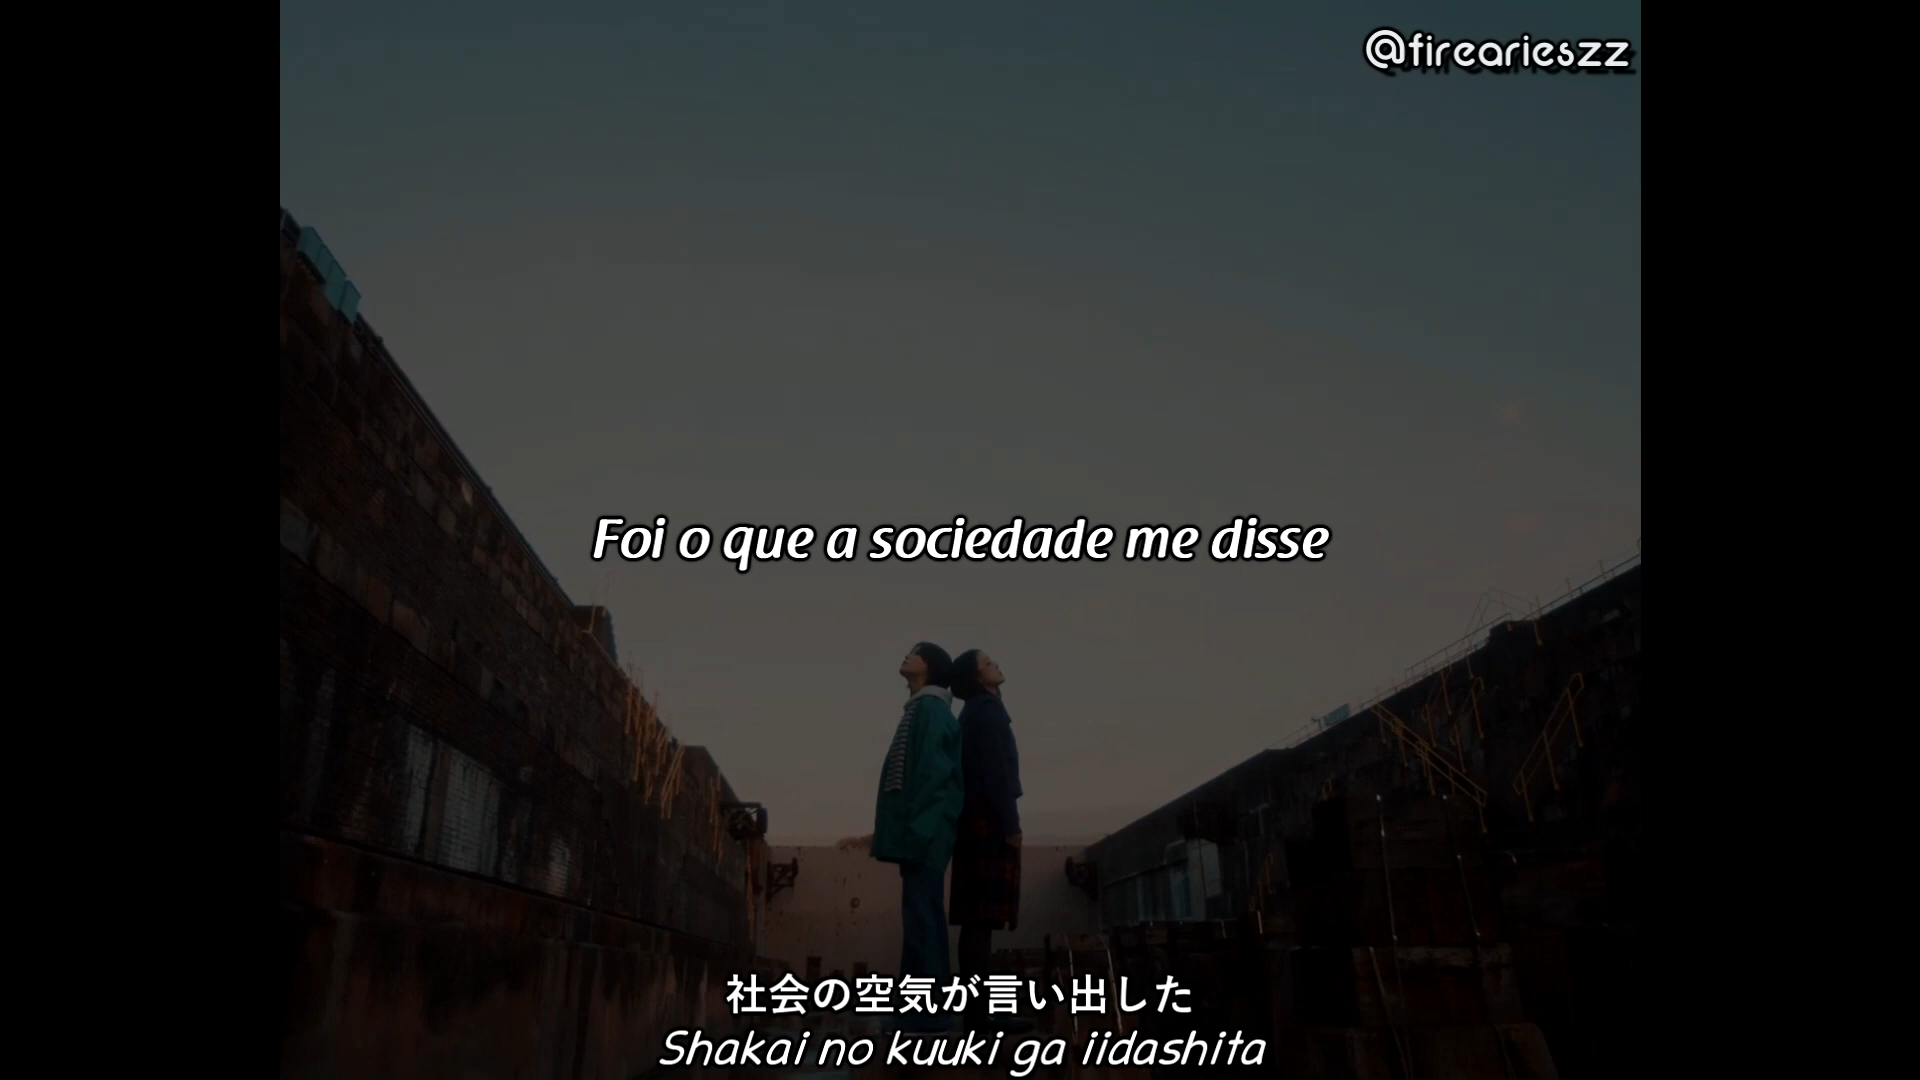 @firearieszz
Foi o que a sociedade me disse
社会の空気が言い出した
Shakai no kuuki ga iidashita